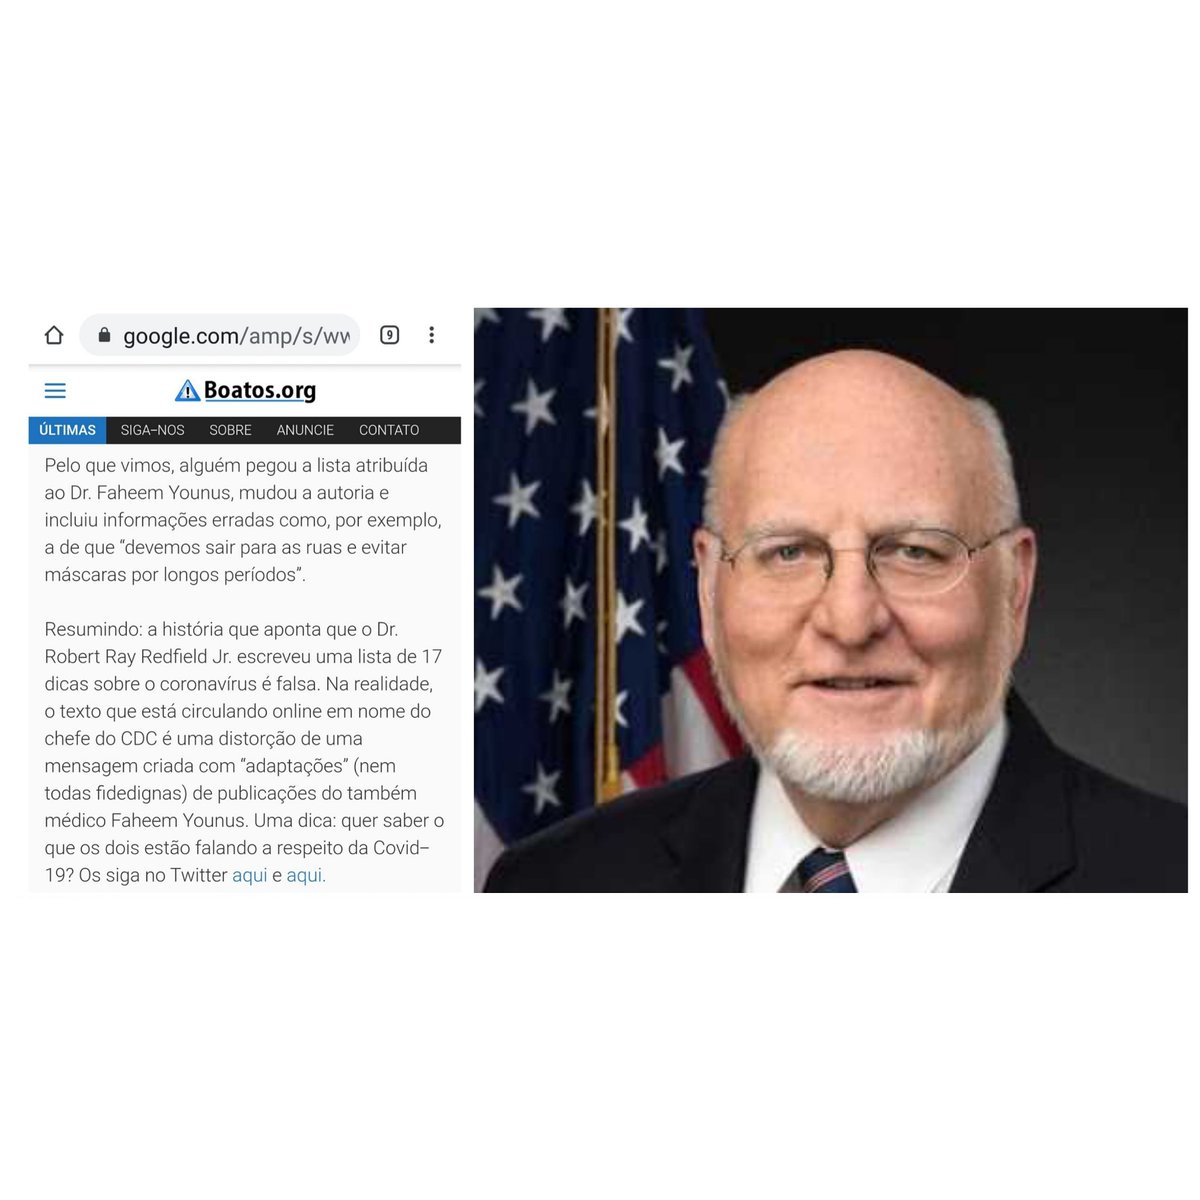 google.com/amp/s/ww
9
Boatos.org
ÚLTIMAS SIGA-NOS SOBRE ANUNCIE CONTATO
Pelo que vimos, alguém pegou a lista atribuída
ao Dr. Faheem Younus, mudou a autoria e
incluiu informações erradas como, por exemplo,
a de que “devemos sair para as ruas e evitar
máscaras por longos períodos”.
Resumindo: a história que aponta que o Dr.
Robert Ray Redfield Jr. escreveu uma lista de 17
dicas sobre o coronavírus é falsa. Na realidade,
o texto que está circulando online em nome do
chefe do CDC é uma distorção de uma
mensagem criada com “adaptações” (nem
todas fidedignas) de publicações do também
médico Faheem Younus. Uma dica: quer saber o
que os dois estão falando a respeito da Covid-
19? Os siga no Twitter aqui e aqui.